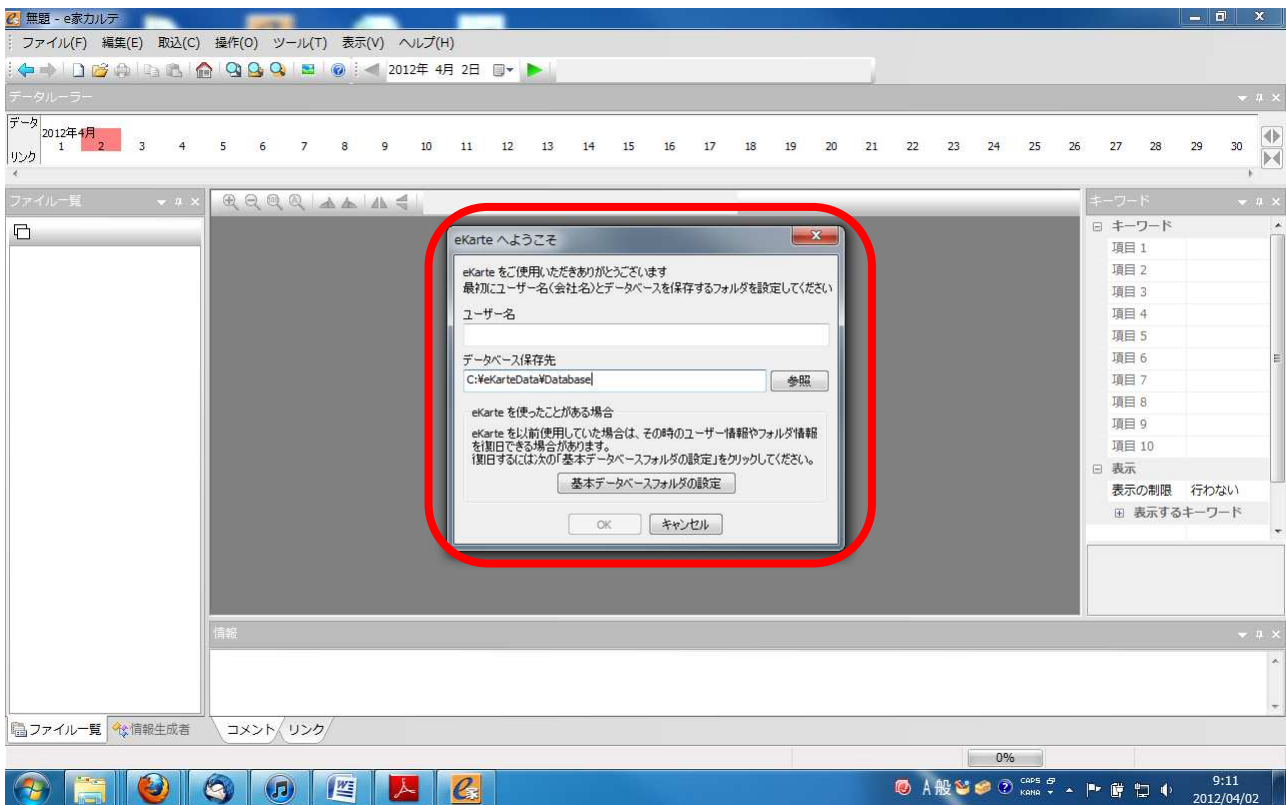 無題 - e家カルテ
ファイル(F) 編集(E) 取込(C) 操作(O) ツール(T) 表示(V) ヘルプ(H)
2012年 4月 2日
データルーラー
データ
2012年4月
リンク
1 2 3 4 5 6 7 8 9 10 11 12 13 14 15 16 17 18 19 20 21 22 23 24 25 26 27 28 29 30
ファイル一覧
eKarte へようこそ
eKarte をご使用いただきありがとうございます
最初にユーザー名(会社名)とデータベースを保存するフォルダを設定してください
ユーザー名
データベース保存先
C:¥eKarteData¥Database
参照
eKarte を使ったことがある場合
eKarte を以前使用していた場合は、その時のユーザー情報やフォルダ情報
を復旧できる場合があります。
復旧するには次の「基本データベースフォルダの設定」をクリックしてください。
基本データベースフォルダの設定
OK キャンセル
キーワード
キーワード
項目 1
項目 2
項目 3
項目 4
項目 5
項目 6
項目 7
項目 8
項目 9
項目 10
表示
表示の制限 行わない
表示するキーワード
情報
ファイル一覧 情報生成者
コメント リンク
0%
A 般
CAPS
KANA
9:11
2012/04/02